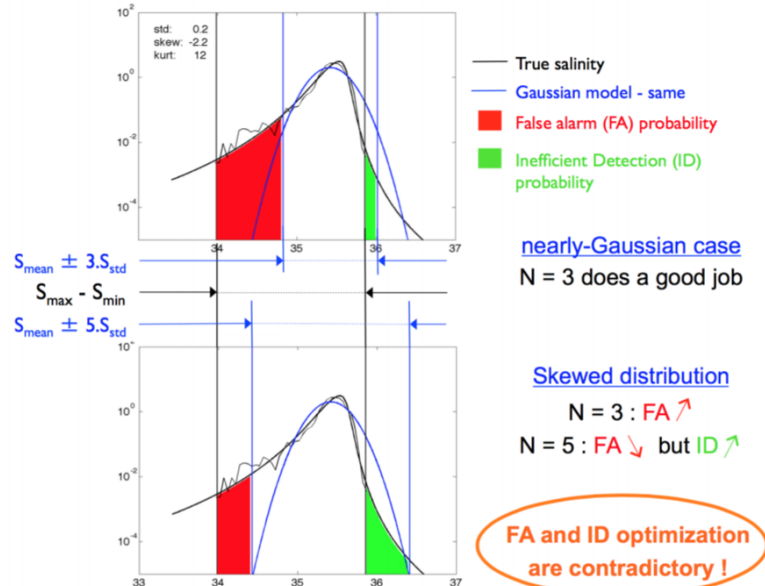 10²
std: 0.2
skew: -2.2
kurt: 12
10⁰
10⁻²
10⁻⁴
34 35 36 37
True salinity
Gaussian model - same
False alarm (FA) probability
Inefficient Detection (ID)
probability
Smean ± 3.Sstd
Smax - Smin
Smean ± 5.Sstd
nearly-Gaussian case
N = 3 does a good job
10⁰
10⁻²
10⁻⁴
33 34 35 36 37
Skewed distribution
N = 3 : FA ↗
N = 5 : FA ↘ but ID ↗
FA and ID optimization
are contradictory !